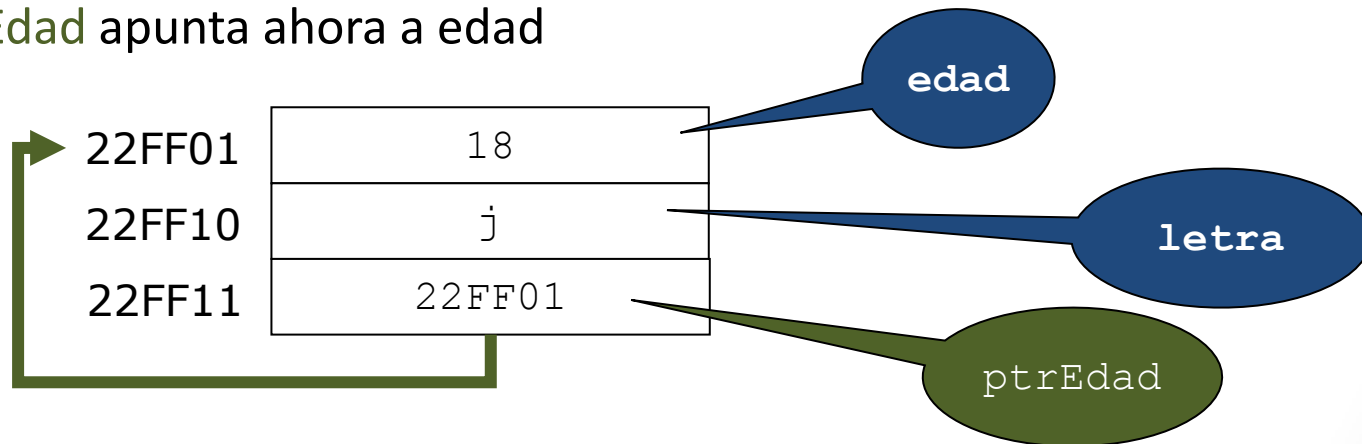 Edad apunta ahora a edad
edad
22FF01 18
22FF10 j
letra
22FF11 22FF01
ptrEdad